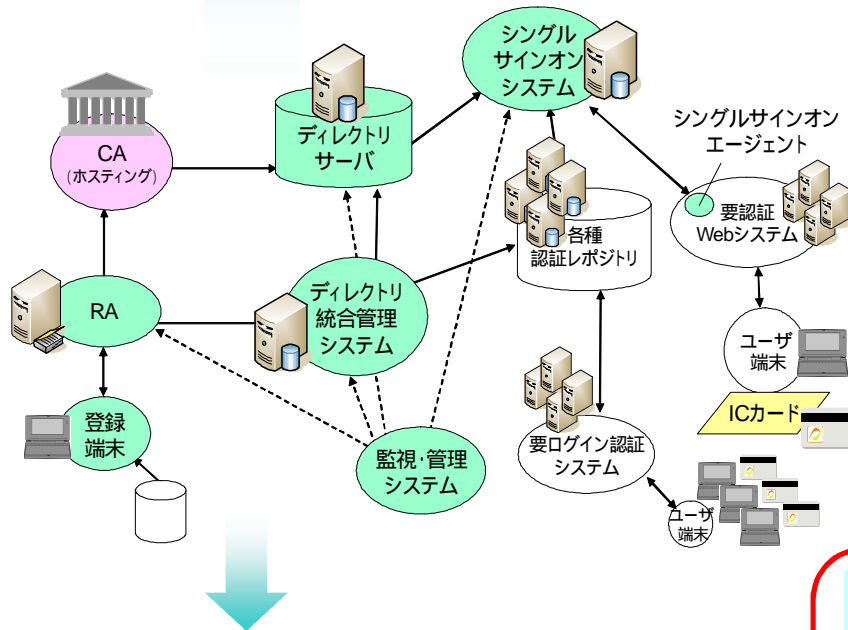 シングル
サインオン
システム
ディレクトリ
サーバ
CA
(ホスティング)
シングルサインオン
エージェント
要認証
Webシステム
各種
認証レポジトリ
RA
ディレクトリ
統合管理
システム
ユーザ
端末
ICカード
登録
端末
監視・管理
システム
要ログイン認証
システム
ユーザ
端末